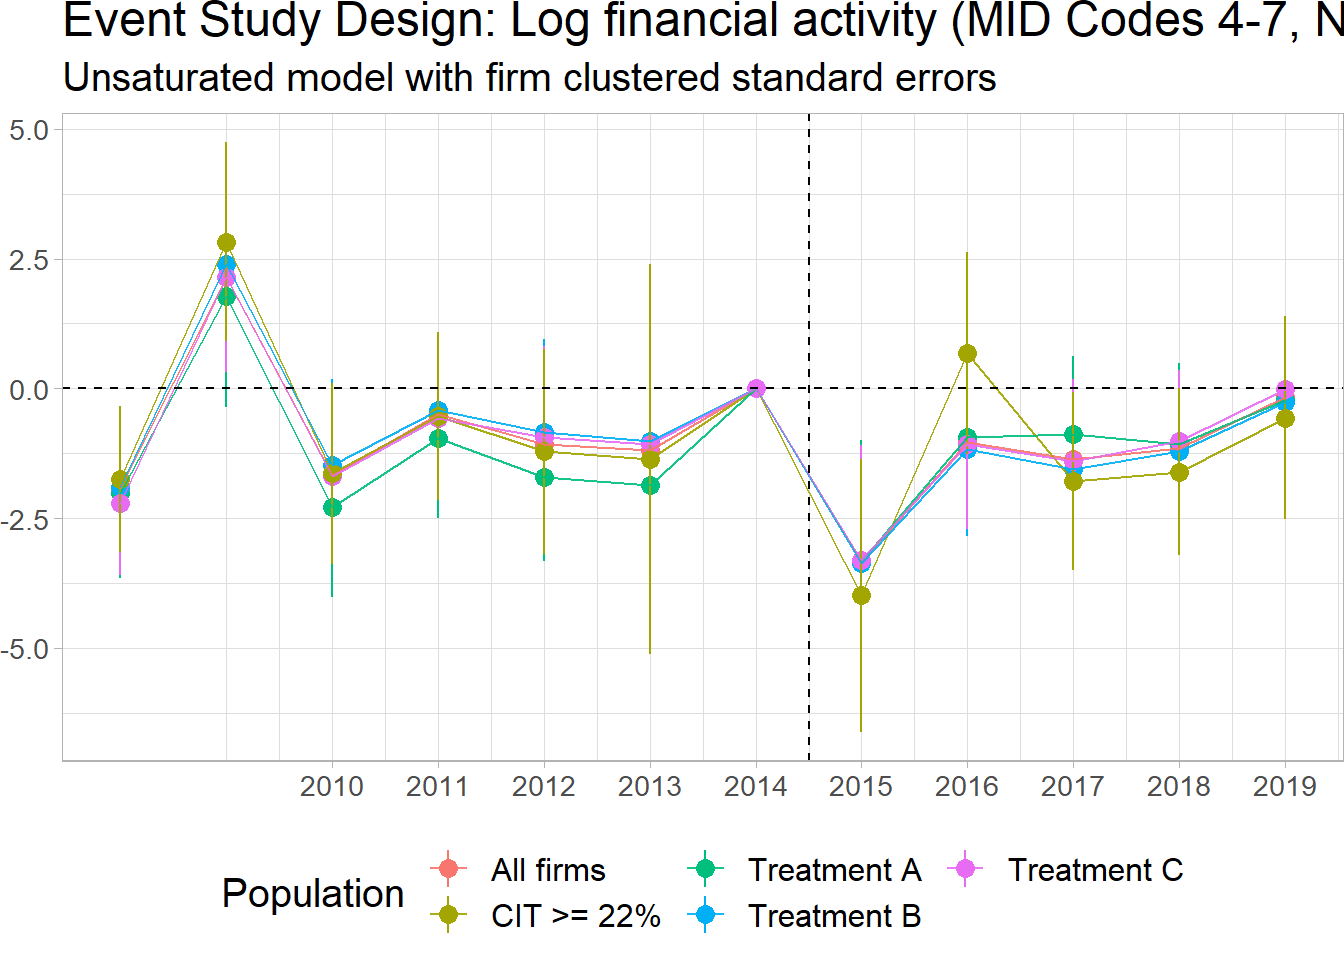 Event Study Design: Log financial activity (MID Codes 4-7, N
Unsaturated model with firm clustered standard errors
5.0
2.5
0.0
-2.5
-5.0
2010 2011 2012 2013 2014 2015 2016 2017 2018 2019
Population
All firms Treatment A Treatment C
CIT >= 22% Treatment B